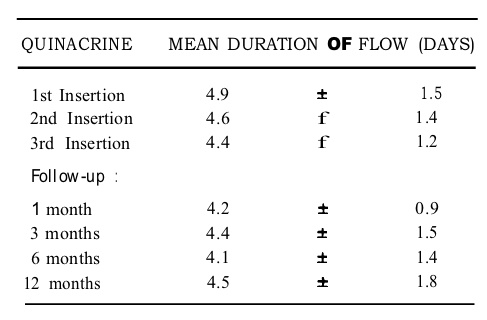 QUINACRINE MEAN DURATION OF FLOW (DAYS)
1st Insertion 4.9 ± 1.5
2nd Insertion 4.6 f 1.4
3rd Insertion 4.4 f 1.2
Follow-up :
1 month 4.2 ± 0.9
3 months 4.4 ± 1.5
6 months 4.1 ± 1.4
12 months 4.5 ± 1.8